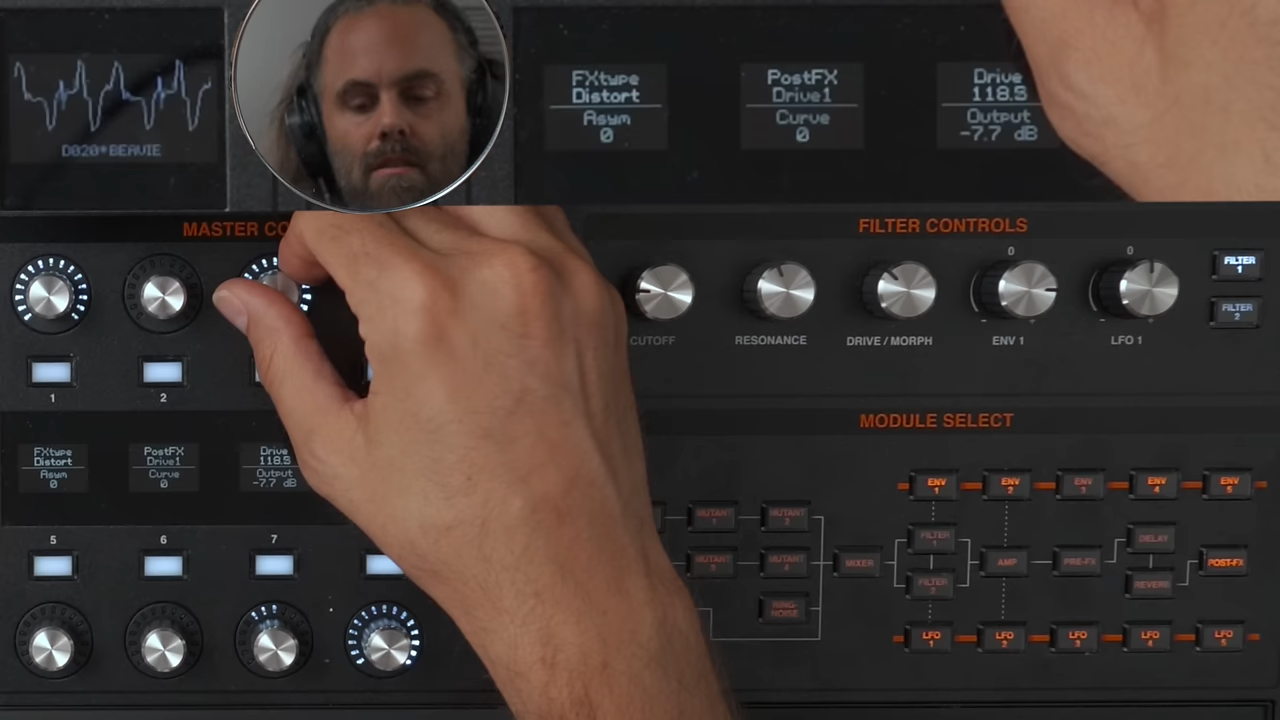 D020*BEAVIE
FXtype
Distort
Asym
0
PostFX
Drive1
Curve
0
Drive
118.5
Output
-7.7 dB
MASTER CO
FILTER CONTROLS
0
0
FILTER
1
FILTER
2
CUTOFF
RESONANCE
DRIVE / MORPH
ENV 1
LFO 1
- +
- +
1
2
MODULE SELECT
FXtype
Distort
Asym
0
PostFX
Drive1
Curve
0
Drive
118.5
Output
-7.7 dB
5
6
7
ENV
1
ENV
2
ENV
3
ENV
4
ENV
5
MUTANT
1
MUTANT
2
MUTANT
3
MUTANT
4
MIXER
RING-
NOISE
FILTER
1
FILTER
2
AMP
PRE-FX
DELAY
REVERB
POST-FX
LFO
1
LFO
2
LFO
3
LFO
4
LFO
5